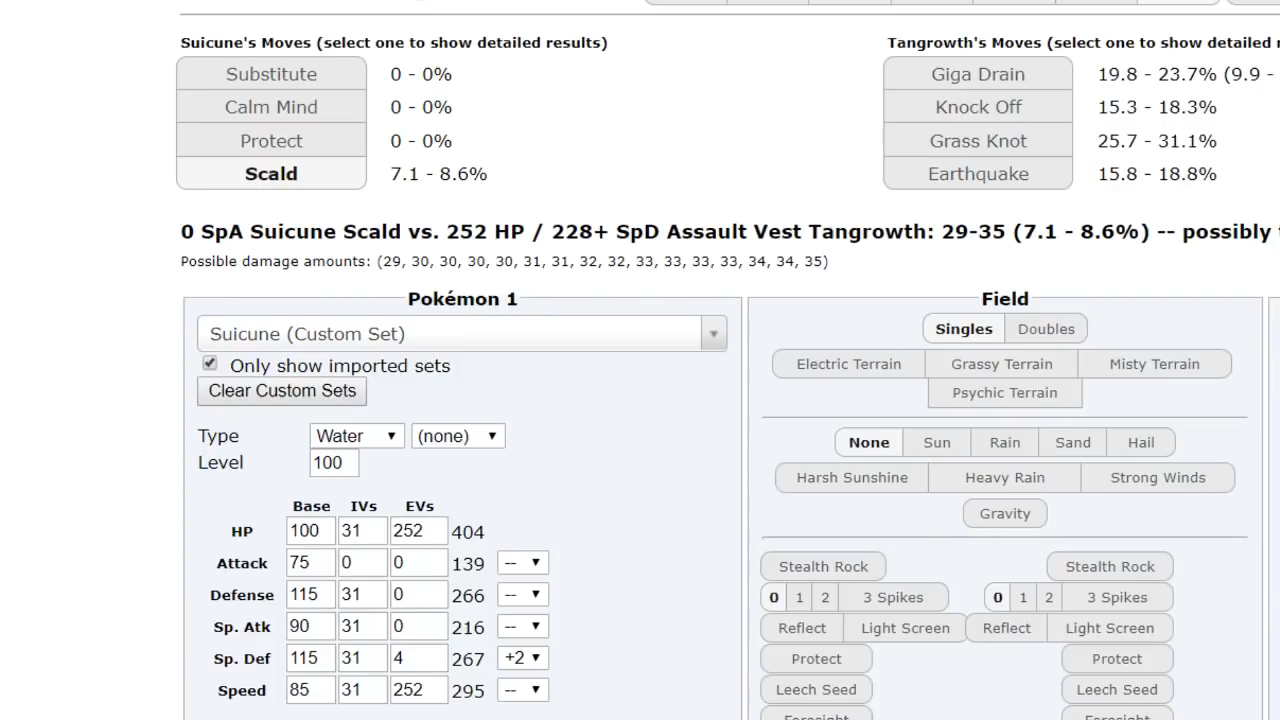 Suicune's Moves (select one to show detailed results)
Substitute 0 - 0%
Calm Mind 0 - 0%
Protect 0 - 0%
Scald 7.1 - 8.6%
Tangrowth's Moves (select one to show detailed
Giga Drain 19.8 - 23.7% (9.9 -
Knock Off 15.3 - 18.3%
Grass Knot 25.7 - 31.1%
Earthquake 15.8 - 18.8%
0 SpA Suicune Scald vs. 252 HP / 228+ SpD Assault Vest Tangrowth: 29-35 (7.1 - 8.6%) -- possibly
Possible damage amounts: (29, 30, 30, 30, 30, 31, 31, 32, 32, 33, 33, 33, 33, 34, 34, 35)
Pokémon 1
Suicune (Custom Set)
Only show imported sets
Clear Custom Sets
Type Water (none)
Level 100
Base IVs EVs
HP 100 31 252 404
Attack 75 0 0 139 --
Defense 115 31 0 266 --
Sp. Atk 90 31 0 216 --
Sp. Def 115 31 4 267 +2
Speed 85 31 252 295 --
Field
Singles Doubles
Electric Terrain Grassy Terrain Misty Terrain
Psychic Terrain
None Sun Rain Sand Hail
Harsh Sunshine Heavy Rain Strong Winds
Gravity
Stealth Rock Stealth Rock
0 1 2 3 Spikes 0 1 2 3 Spikes
Reflect Light Screen Reflect Light Screen
Protect Protect
Leech Seed Leech Seed
Foresight Foresight